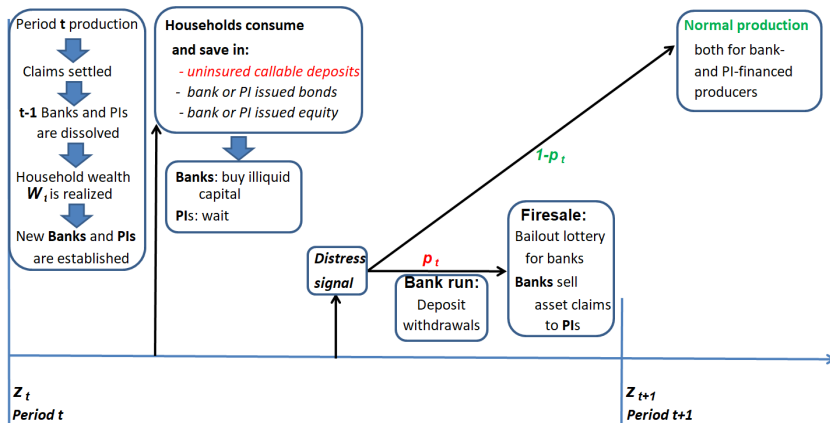 Period t production
Claims settled
t-1 Banks and PIs
are dissolved
Household wealth
W t is realized
New Banks and PIs
are established
Households consume
and save in:
- uninsured callable deposits
- bank or PI issued bonds
- bank or PI issued equity
Banks: buy illiquid
capital
PIs: wait
Distress
signal
p t
Bank run:
Deposit
withdrawals
1-p t
Firesale:
Bailout lottery
for banks
Banks sell
asset claims
to PIs
Normal production
both for bank-
and PI-financed
producers
z t
Period t
z t+1
Period t+1